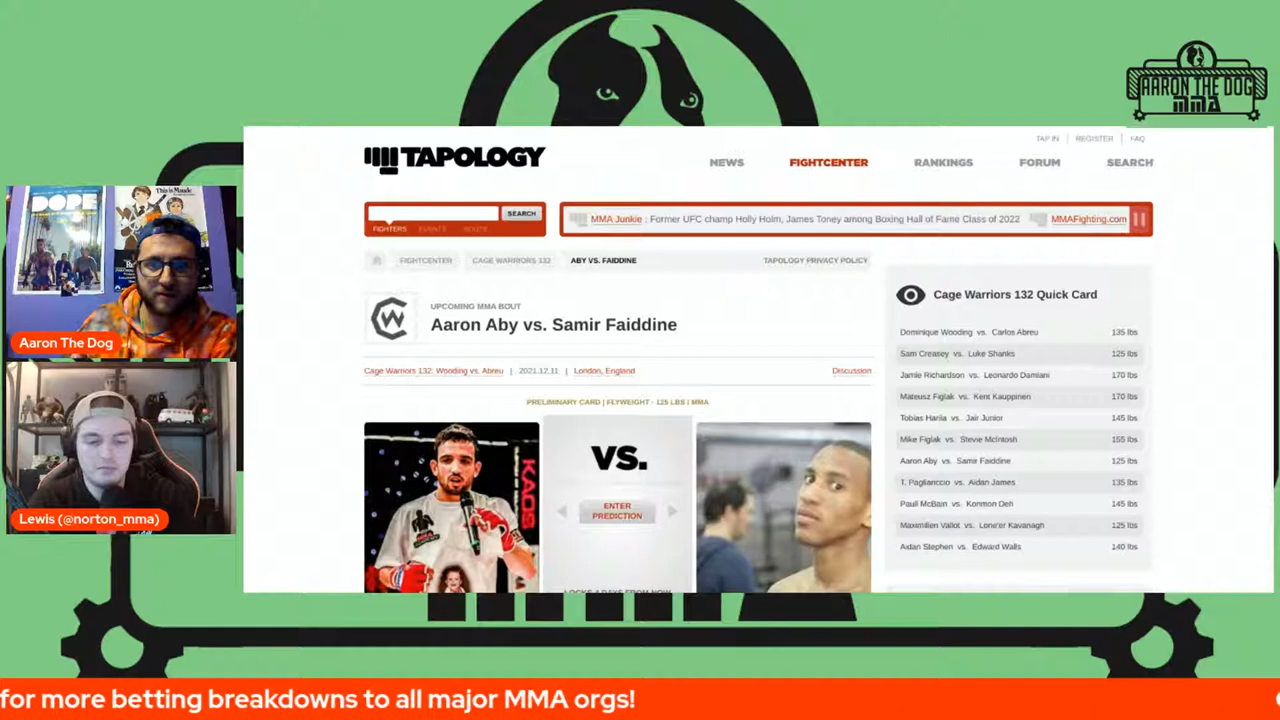 AARON THE DOG
MMA
TAP IN | REGISTER | FAQ
TAPOLOGY
NEWS FIGHTCENTER RANKINGS FORUM SEARCH
SEARCH
FIGHTERS EVENTS
MMA Junkie : Former UFC champ Holly Holm, James Toney among Boxing Hall of Fame Class of 2022 MMAFighting.com
FIGHTCENTER CAGE WARRIORS 132 ABY VS. FAIDDINE TAPOLOGY PRIVACY POLICY
UPCOMING MMA BOUT
Aaron Aby vs. Samir Faiddine
Cage Warriors 132: Wooding vs. Abreu | 2021.12.11 | London, England Discussion
PRELIMINARY CARD | FLYWEIGHT · 125 LBS | MMA
VS.
ENTER
PREDICTION
KAOS
Cage Warriors 132 Quick Card
Dominique Wooding vs. Carlos Abreu 135 lbs
Sam Creasey vs. Luke Shanks 125 lbs
Jamie Richardson vs. Leonardo Damiani 170 lbs
Mateusz Figlak vs. Kent Kauppinen 170 lbs
Tobias Harila vs. Jair Junior 145 lbs
Mike Figlak vs. Stevie McIntosh 155 lbs
Aaron Aby vs. Samir Faiddine 125 lbs
T. Pagliariccio vs. Aidan James 135 lbs
Paull McBain vs. Konmon Deh 145 lbs
Maximilien Vallot vs. Lone'er Kavanagh 125 lbs
Aidan Stephen vs. Edward Walls 140 lbs
DOPE
This is Maude
Aaron The Dog
Lewis (@norton_mma)
for more betting breakdowns to all major MMA orgs!